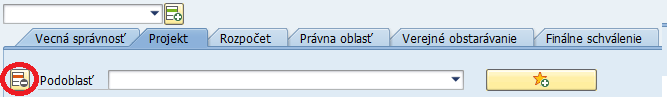 Vecná správnosť Projekt Rozpočet Právna oblasť Verejné obstarávanie Finálne schválenie
Podoblasť